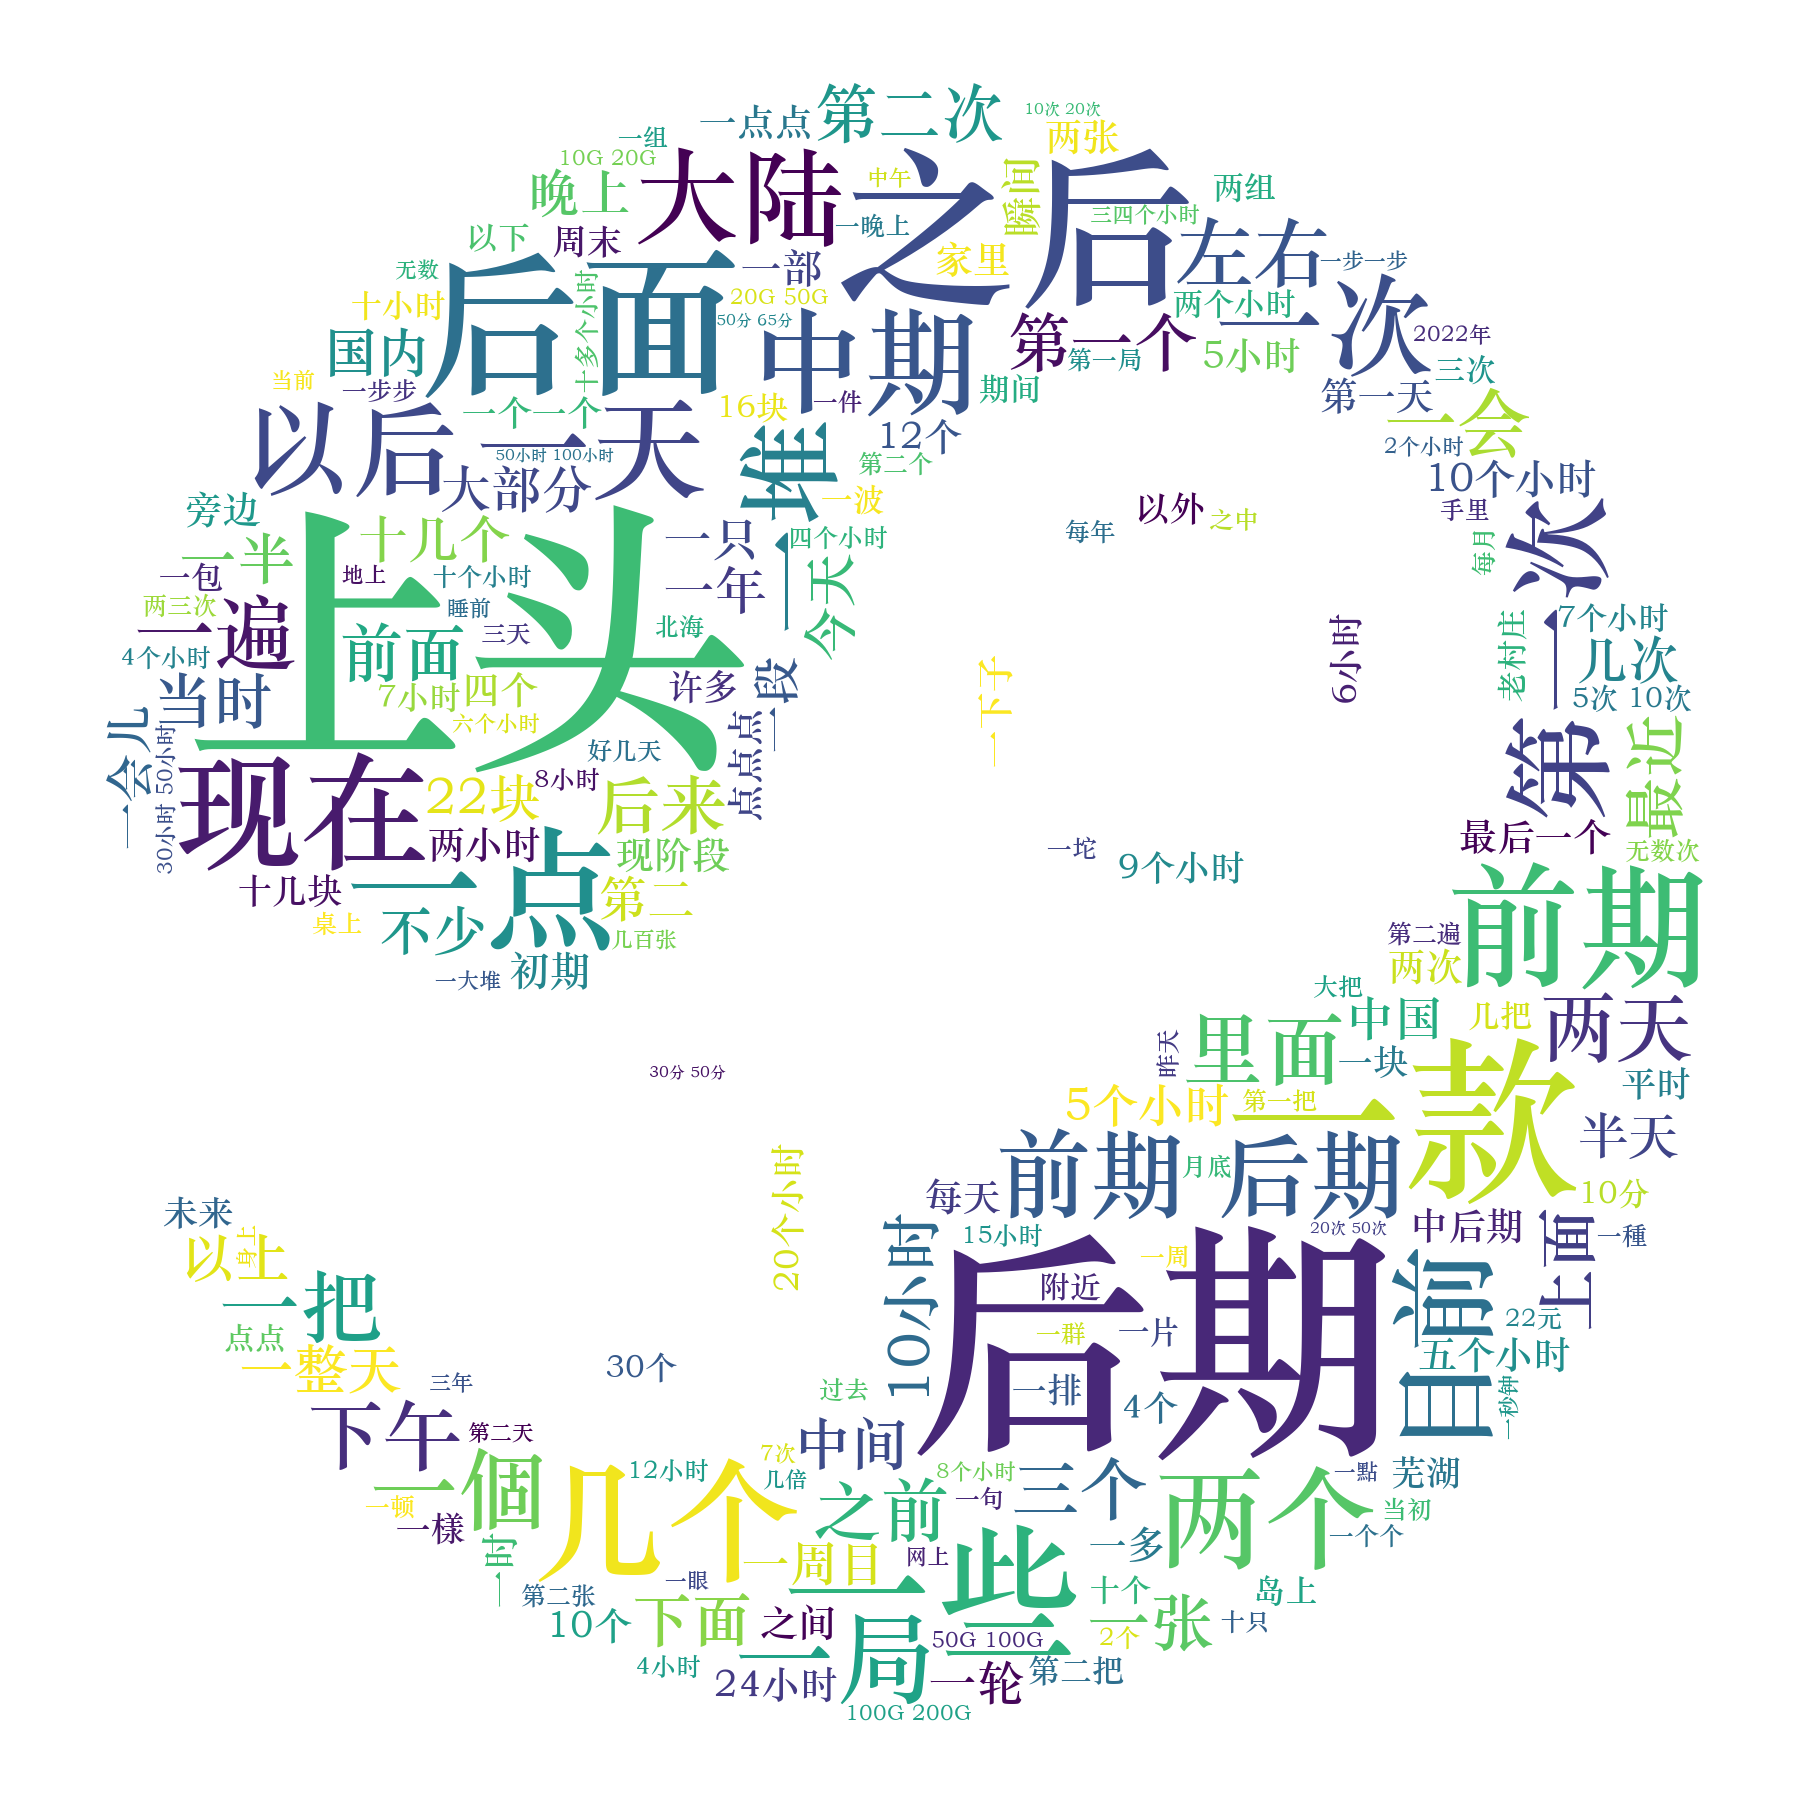 10次 20次
一点点
第二次
两张
一组
10G 20G
晚上
大陆
中午
之后
瞬间
两组
三四个小时
以下
周末
一晚上
家里
左右
一步一步
无数
后面
一部
十小时
十多个小时
20G 50G
两个小时
一次
国内
50分 65分
中期
第一个
第一局
5小时
2022年
三次
当前
一步步
一个一个
16块
一件
期间
第一天
一会
以后
一天
50小时 100小时
大部分
一堆
12个
第二个
2个小时
10个小时
旁边
一波
每年
以外
之中
手里
第一次
每月
一半
十几个
一只
四个小时
一包
地上
十个小时
一年
今天
两三次
睡前
7个小时
一遍
上头
前面
三天
北海
6小时
老村庄
几次
4个小时
7小时
四个
许多
一段
一下子
5次 10次
当时
六个小时
点点点
最近
一会儿
30小时 50小时
好几天
现在
22块
8小时
后来
最后一个
无数次
两小时
现阶段
一坨
9个小时
十几块
一点
第二
前期
桌上
不少
几百张
第二遍
两次
一大堆
初期
大把
中国
几把
两天
昨天
里面
一块
30分 50分
平时
5个小时
第一把
一款
半天
20个小时
前期 后期
月底
未来
每天
10分
以上
身上
10小时
15小时
后期
一周
20次 50次
中后期
上面
一種
一把
附近
目前
22元
点点
一群
一片
五个小时
一整天
30个
三年
过去
一排
4个
一秒钟
下午
第二天
中间
7次
一個
12小时
几倍
8个小时
三个
一點
芜湖
几个
一顿
一句
两个
当初
一樣
之前
一个个
一时
一周目
网上
一些
一多
一眼
第二张
十个
岛上
10个
下面
之间
一张
十只
50G 100G
2个
4小时
24小时
一局
一轮
第二把
100G 200G